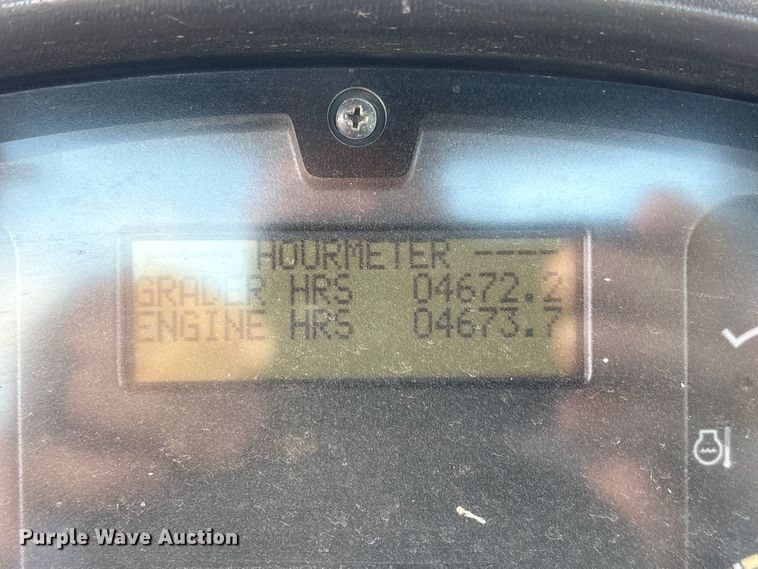 HOURMETER ----
GRADER HRS 04672.2
ENGINE HRS 04673.7
Purple Wave Auction